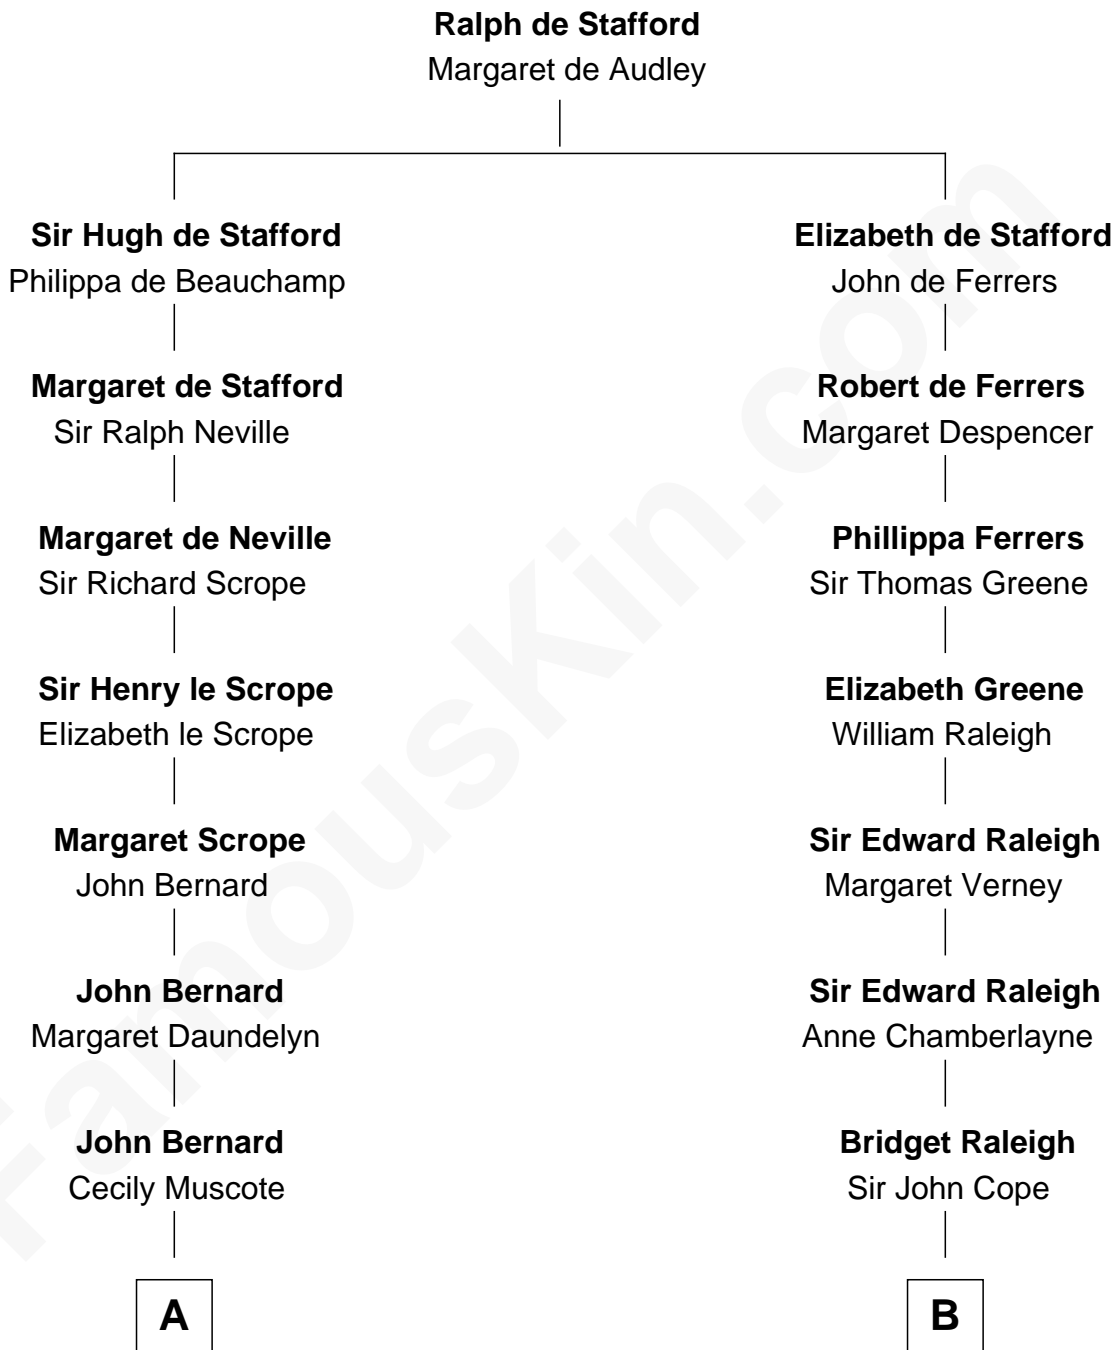 Ralph de Stafford
Margaret de Audley
Sir Hugh de Stafford
Philippa de Beauchamp
Elizabeth de Stafford
John de Ferrers
Margaret de Stafford
Sir Ralph Neville
Robert de Ferrers
Margaret Despencer
Margaret de Neville
Sir Richard Scrope
Phillippa Ferrers
Sir Thomas Greene
Sir Henry le Scrope
Elizabeth le Scrope
Elizabeth Greene
William Raleigh
Margaret Scrope
John Bernard
Sir Edward Raleigh
Margaret Verney
John Bernard
Margaret Daundelyn
Sir Edward Raleigh
Anne Chamberlayne
John Bernard
Cecily Muscote
Bridget Raleigh
Sir John Cope
A
B
FamousKin.com